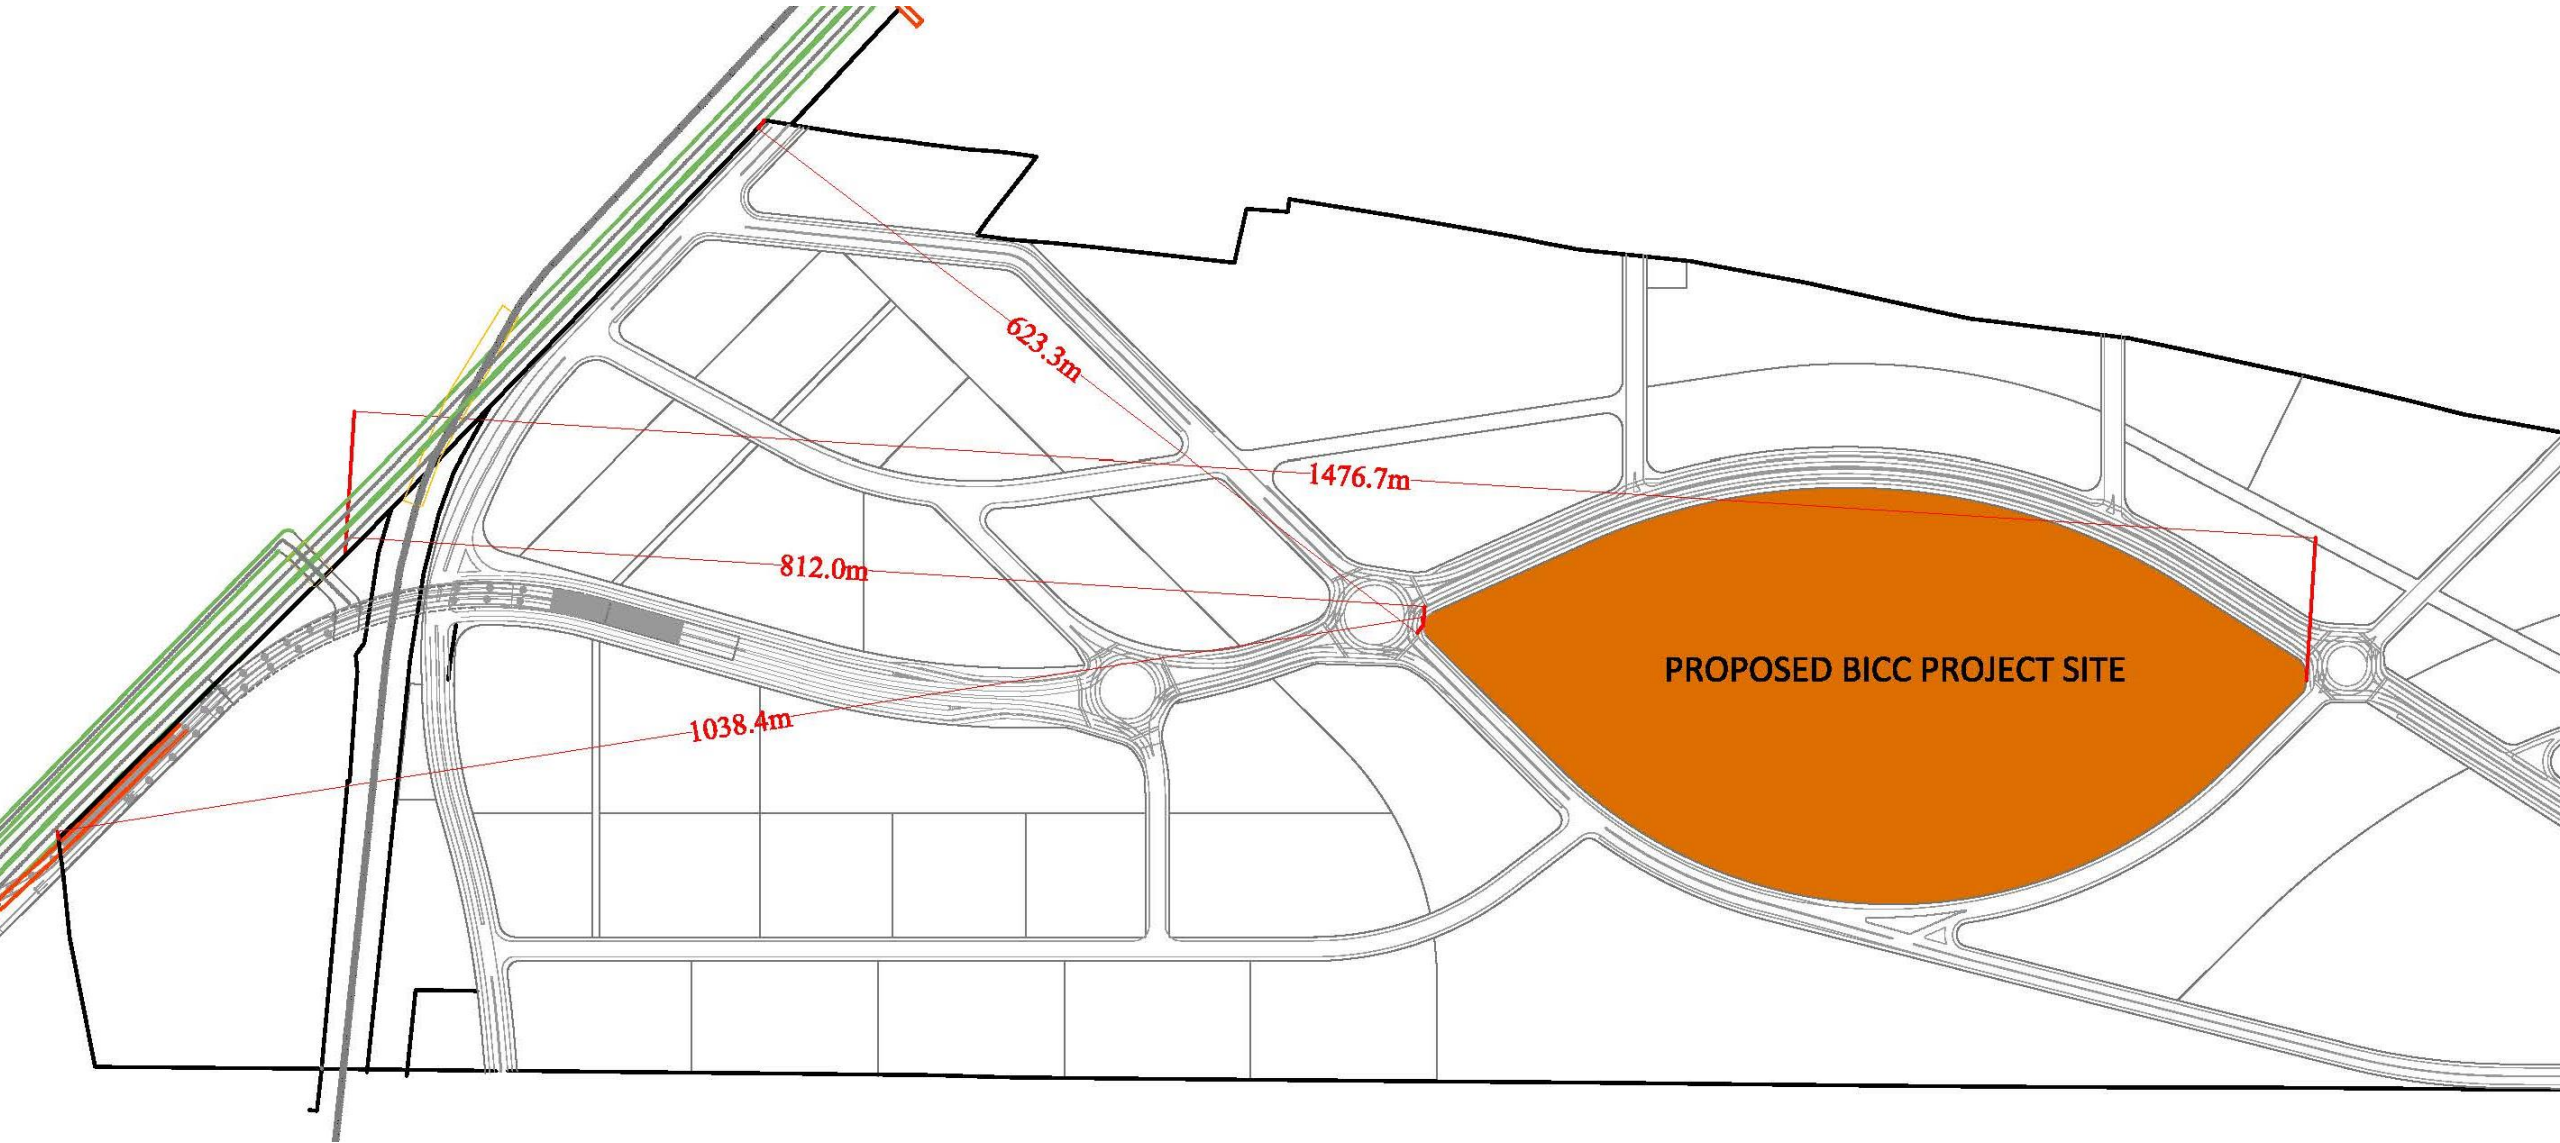 623.3m
1476.7m
812.0m
PROPOSED BICC PROJECT SITE
1038.4m